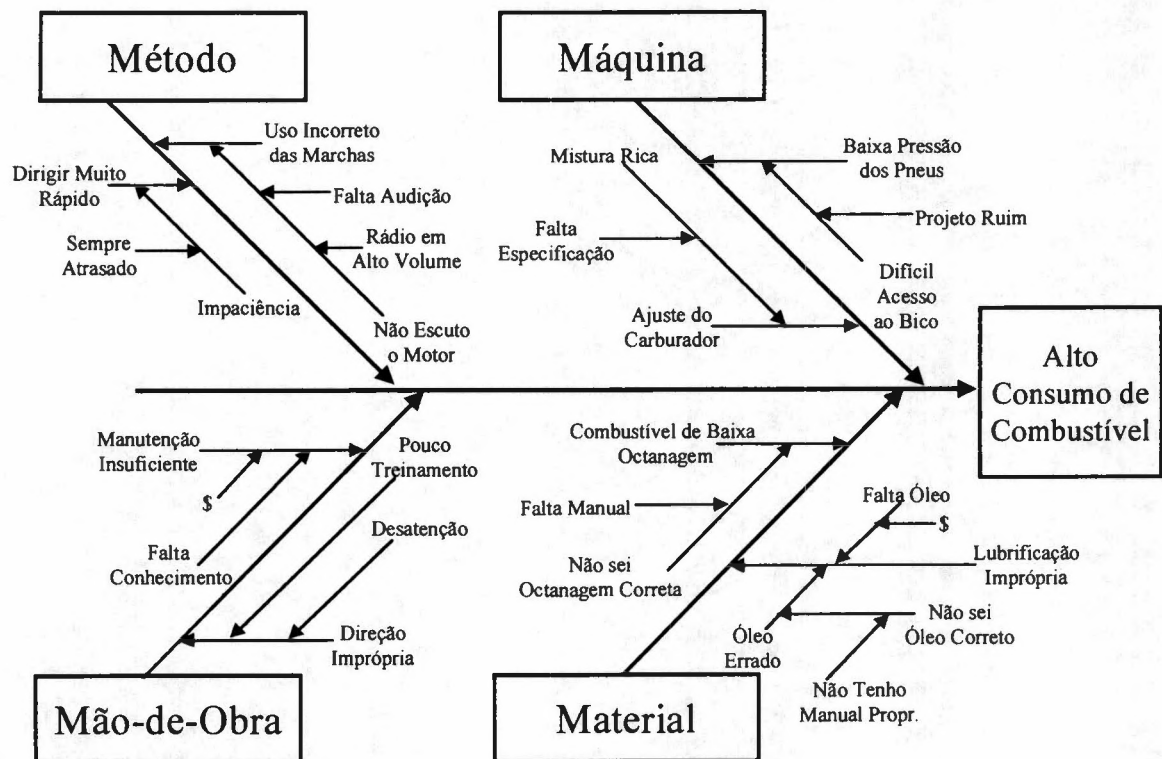 Método
Máquina
Uso Incorreto
das Marchas
Dirigir Muito
Rápido
Falta Audição
Sempre
Atrasado
Rádio em
Alto Volume
Impaciência
Não Escuto
o Motor
Mistura Rica
Baixa Pressão
dos Pneus
Falta
Especificação
Projeto Ruim
Difícil
Acesso
ao Bico
Ajuste do
Carburador
Alto
Consumo de
Combustível
Manutenção
Insuficiente
$
Pouco
Treinamento
Falta
Conhecimento
Desatenção
Direção
Imprópria
Combustível de Baixa
Octanagem
Falta Manual
Não sei
Octanagem Correta
Falta Óleo
$
Lubrificação
Imprópria
Óleo
Errado
Não sei
Óleo Correto
Não Tenho
Manual Propr.
Mão-de-Obra
Material